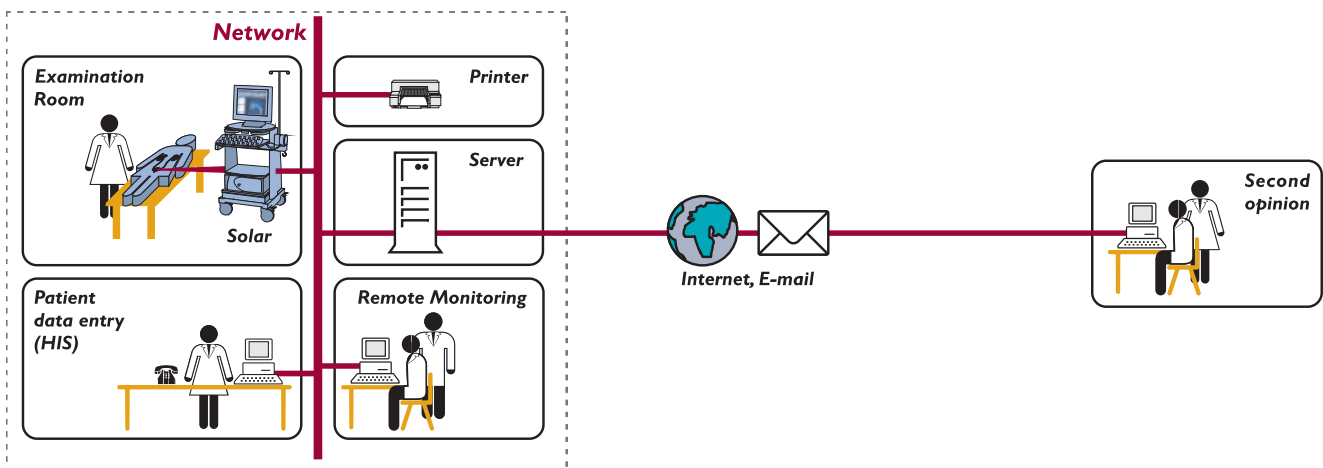 Network
Examination
Room
Solar
Printer
Server
Patient
data entry
(HIS)
Remote Monitoring
Internet, E-mail
Second
opinion